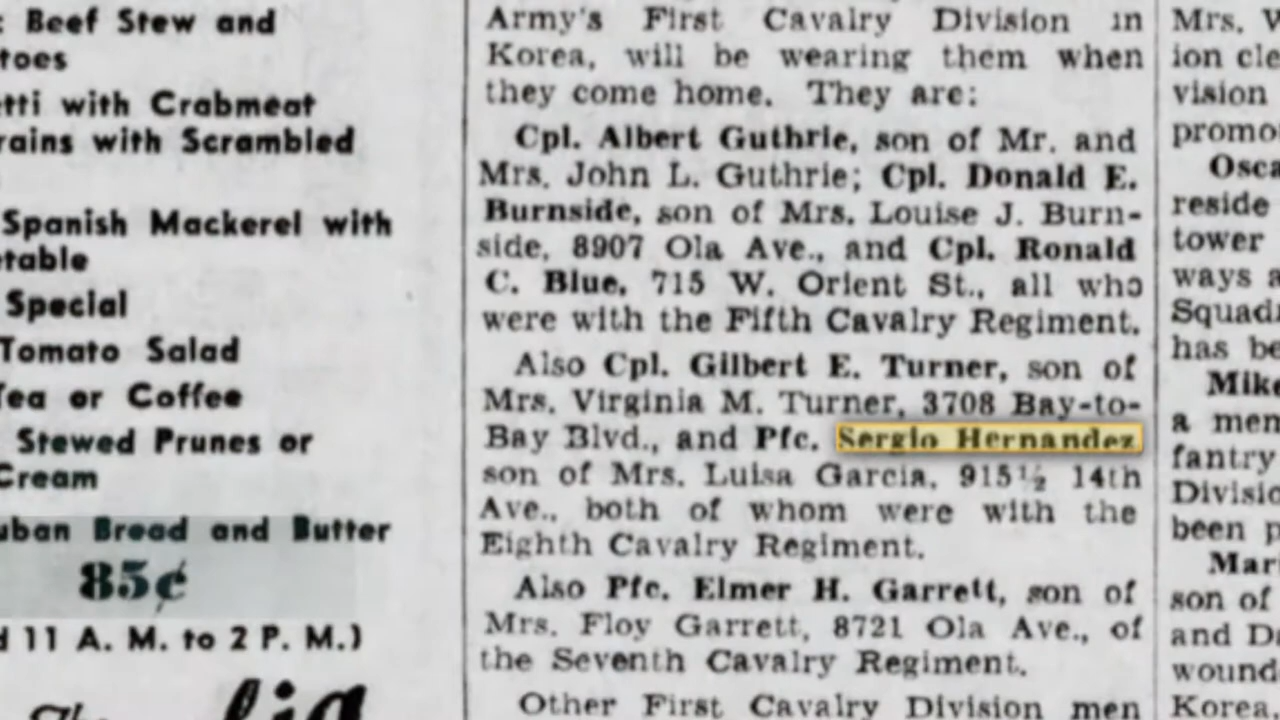 : Beef Stew and
toes
etti with Crabmeat
rains with Scrambled
Spanish Mackerel with
etable
Special
Tomato Salad
Tea or Coffee
Stewed Prunes or
Cream
uban Bread and Butter
85¢
d 11 A. M. to 2 P. M.)
The
Army's First Cavalry Division in
Korea, will be wearing them when
they come home. They are:
Cpl. Albert Guthrie, son of Mr. and
Mrs. John L. Guthrie; Cpl. Donald E.
Burnside, son of Mrs. Louise J. Burn-
side, 8907 Ola Ave., and Cpl. Ronald
C. Blue, 715 W. Orient St., all who
were with the Fifth Cavalry Regiment.
Also Cpl. Gilbert E. Turner, son of
Mrs. Virginia M. Turner, 3708 Bay-to-
Bay Blvd., and Pfc. Sergio Hernandez
son of Mrs. Luisa Garcia, 915½ 14th
Ave., both of whom were with the
Eighth Cavalry Regiment.
Also Pfc. Elmer H. Garrett, son of
Mrs. Floy Garrett, 8721 Ola Ave., of
the Seventh Cavalry Regiment.
Other First Cavalry Division men
Mrs. V
ion cle
vision
promo
Osca
reside
tower
ways a
Squad
has be
Mike
a mem
fantry
Divisio
been p
Mar
son of
and D
wound
Korea.